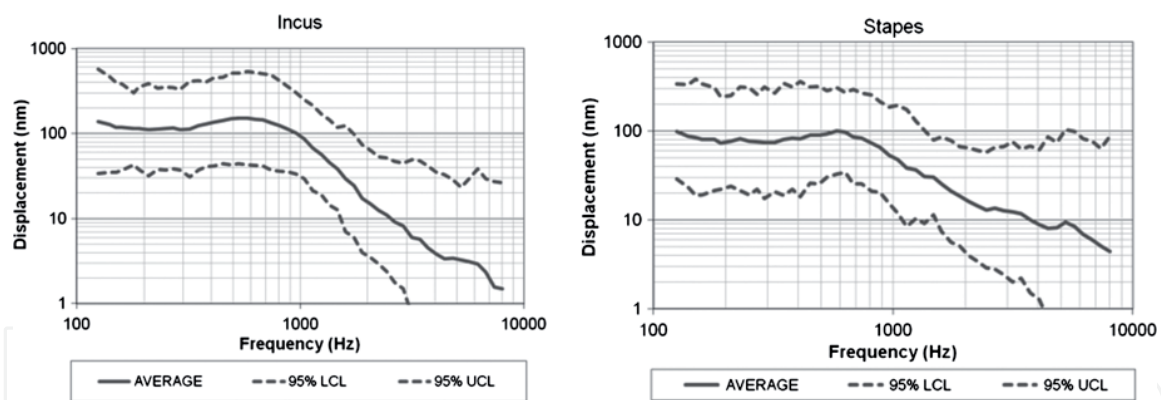 Incus
1000
100
10
1
100
1000
10000
Displacement (nm)
Frequency (Hz)
AVERAGE 95% LCL 95% UCL
Stapes
1000
100
10
1
100
1000
10000
Displacement (nm)
Frequency (Hz)
AVERAGE 95% LCL 95% UCL